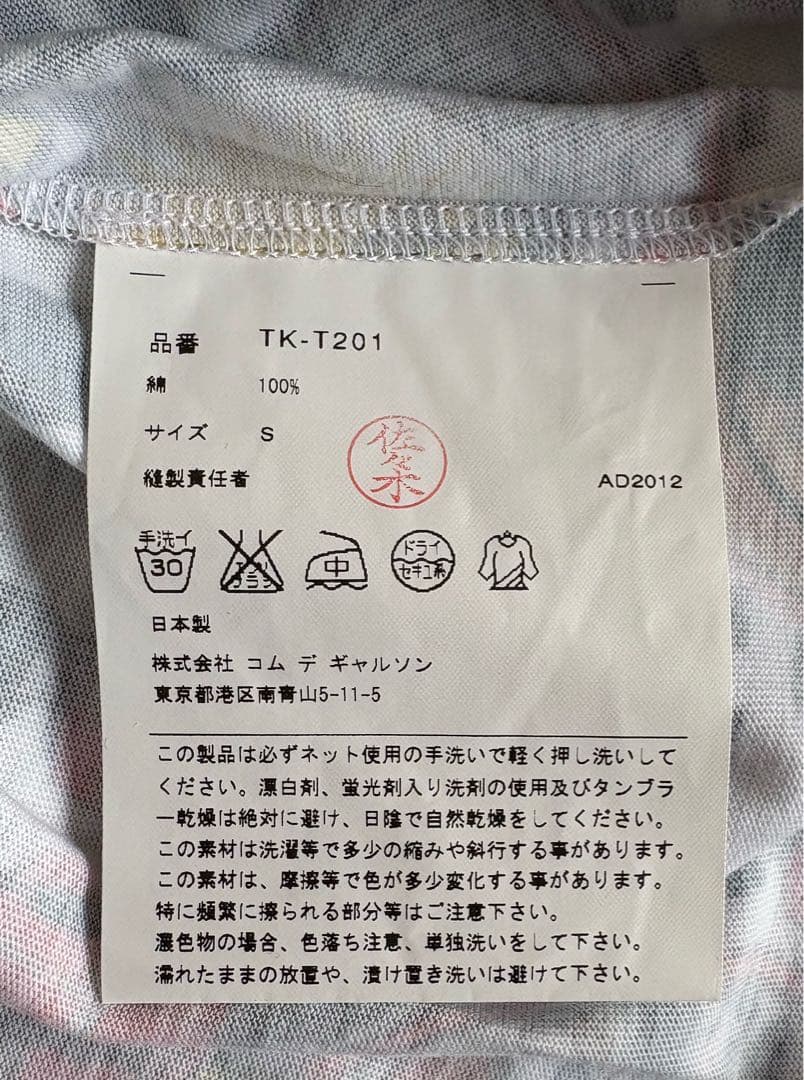 品番 TK-T201
綿 100%
サイズ S
佐々木
縫製責任者 AD2012
手洗イ
30
エンソサラシ
中
ドライ
セキユ系
日本製
株式会社 コム デ ギャルソン
東京都港区南青山5-11-5
この製品は必ずネット使用の手洗いで軽く押し洗いして
ください。漂白剤、蛍光剤入り洗剤の使用及びタンブラ
ー乾燥は絶対に避け、日陰で自然乾燥をしてください。
この素材は洗濯等で多少の縮みや斜行する事があります。
この素材は、摩擦等で色が多少変化する事があります。
特に頻繁に擦られる部分等はご注意下さい。
濃色物の場合、色落ち注意、単独洗いをして下さい。
濡れたままの放置や、漬け置き洗いは避けて下さい。